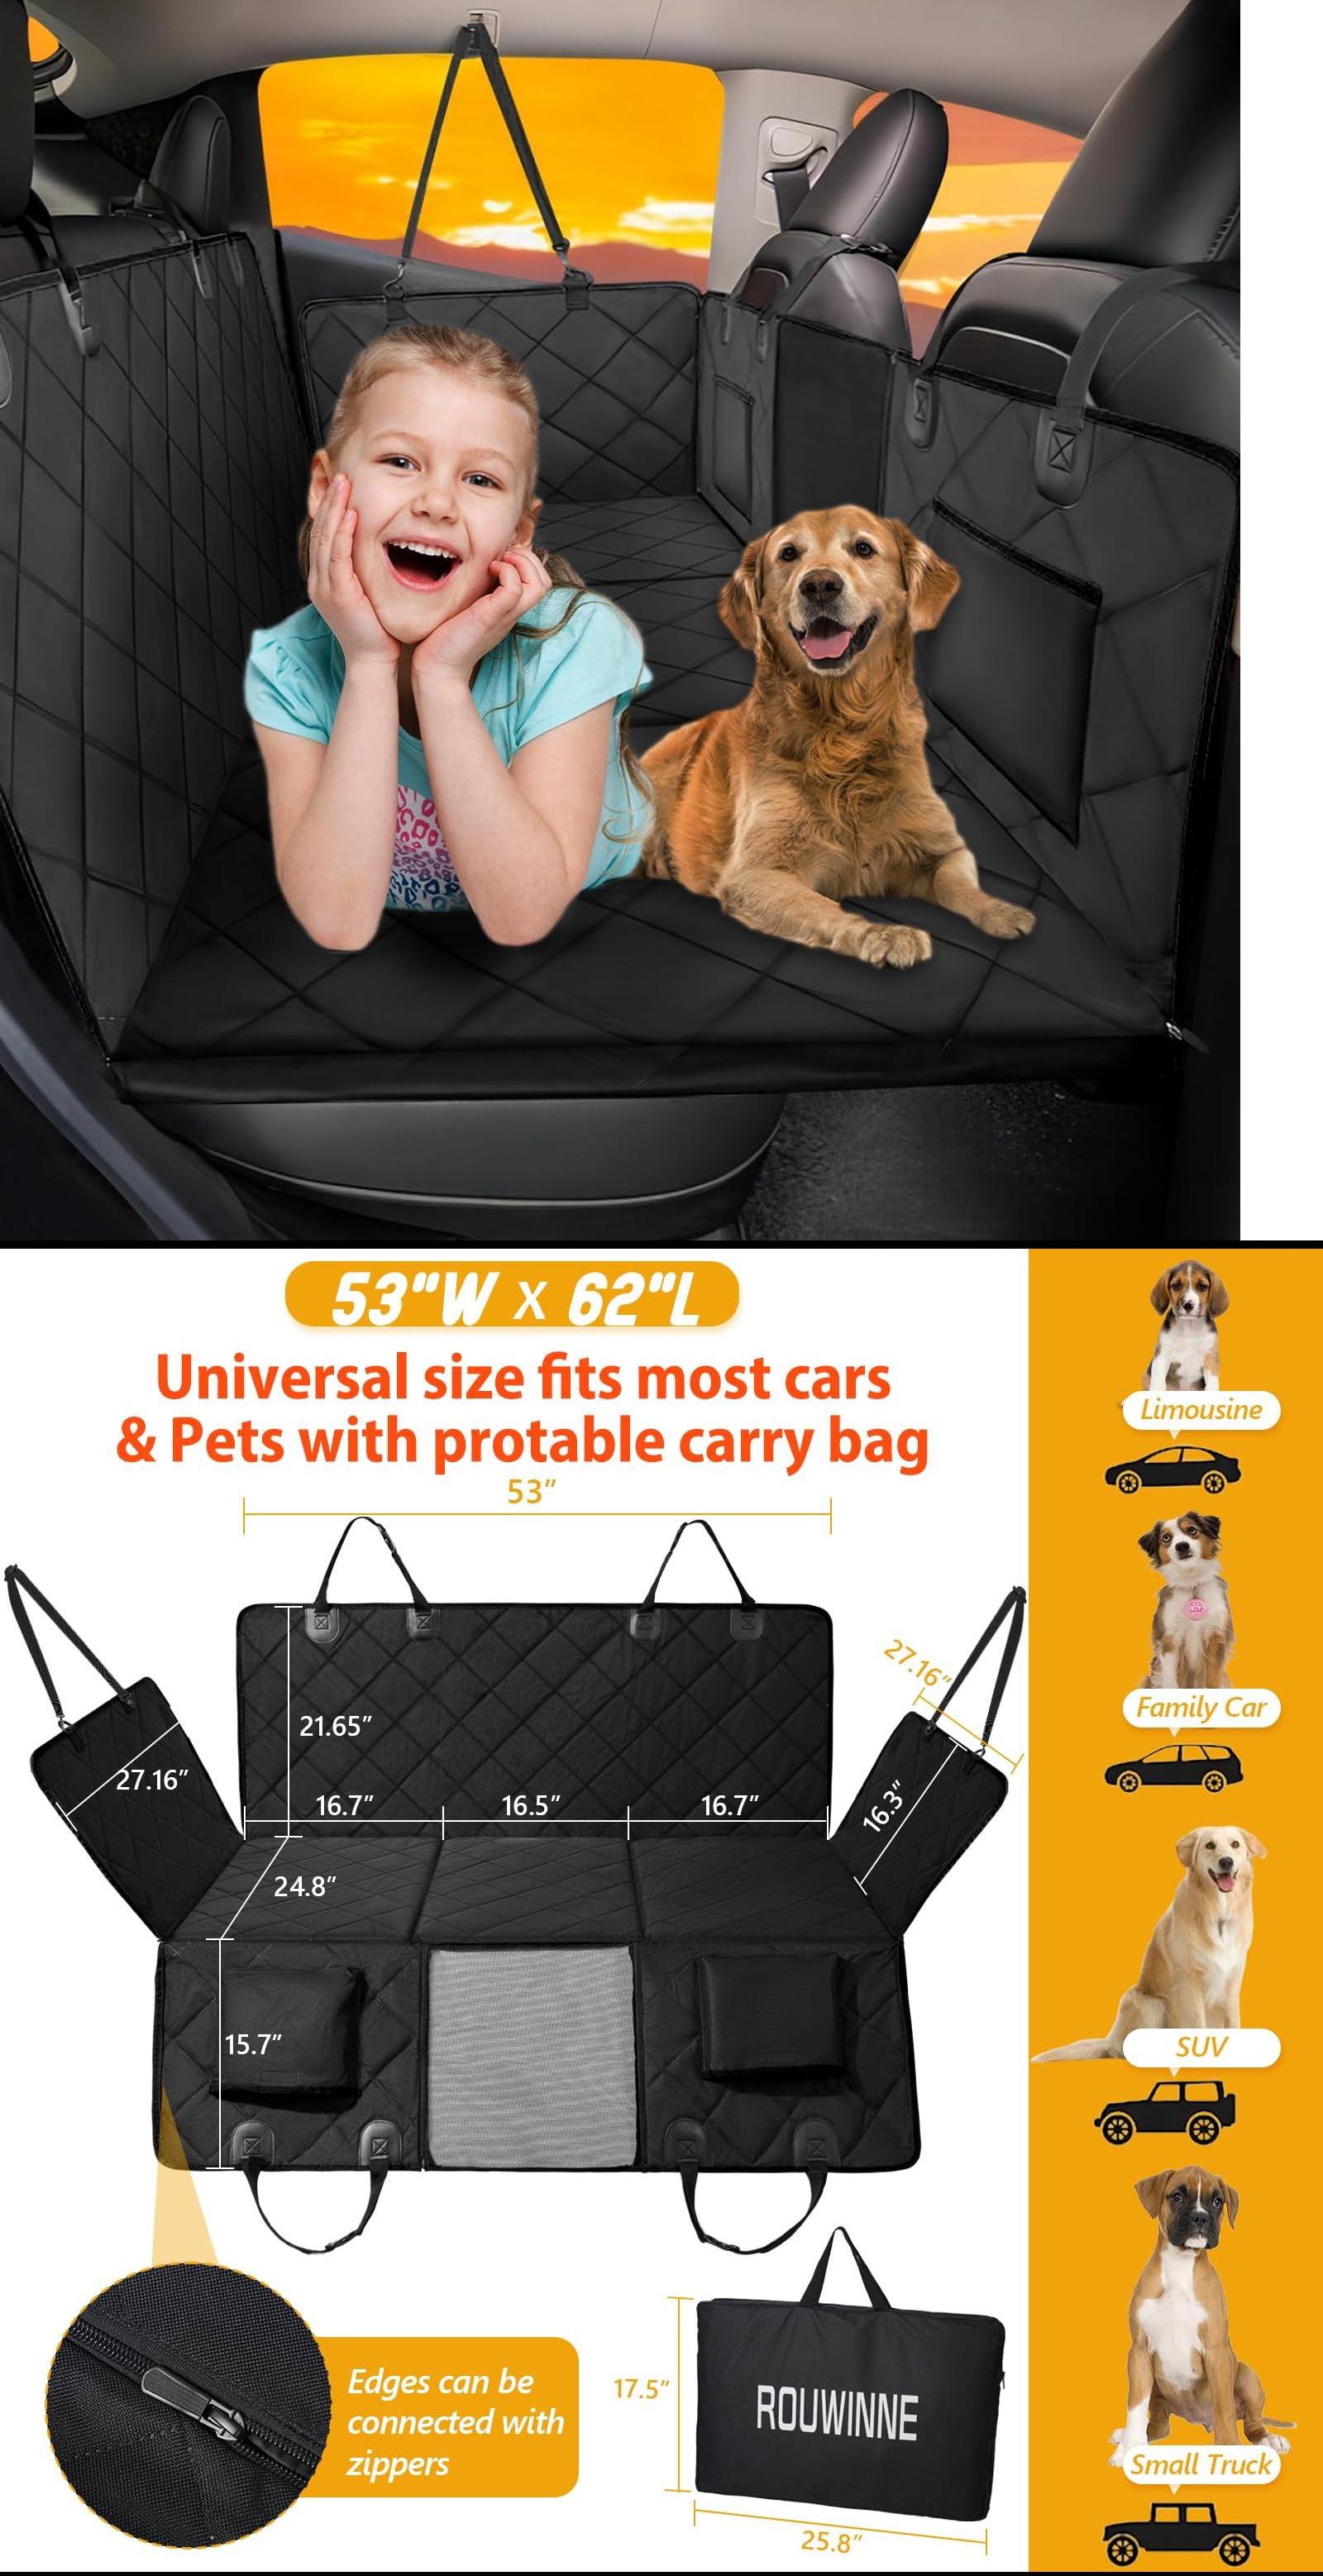 53"W X 62"L
Universal size fits most cars
& Pets with protable carry bag
53"
27.16"
21.65"
27.16"
16.7"
16.5"
16.7"
16.3"
24.8"
15.7"
Edges can be
connected with
zippers
17.5"
ROUWINNE
25.8"
Limousine
Family Car
SUV
Small Truck